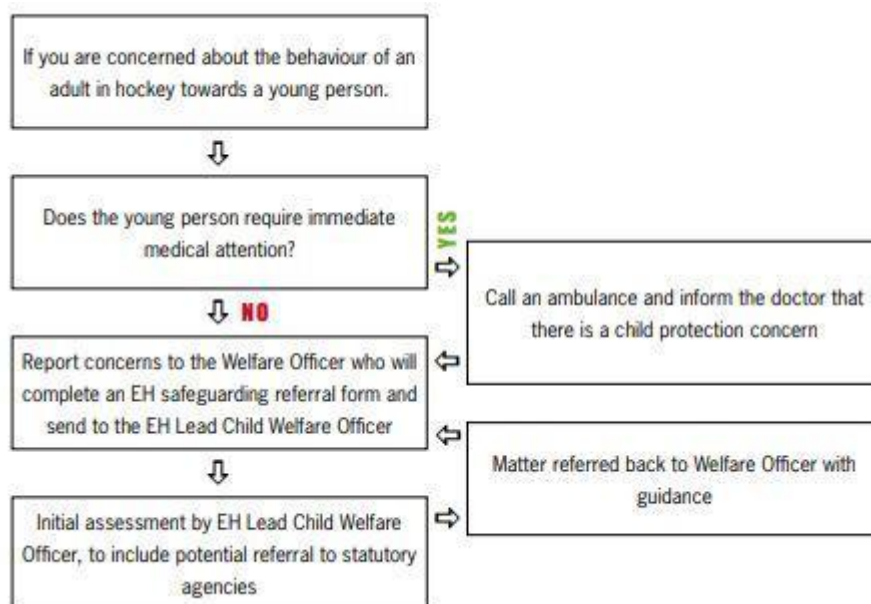 If you are concerned about the behaviour of an
adult in hockey towards a young person.
Does the young person require immediate
medical attention?
YES
Call an ambulance and inform the doctor that
there is a child protection concern
NO
Report concerns to the Welfare Officer who will
complete an EH safeguarding referral form and
send to the EH Lead Child Welfare Officer
Matter referred back to Welfare Officer with
guidance
Initial assessment by EH Lead Child Welfare
Officer, to include potential referral to statutory
agencies